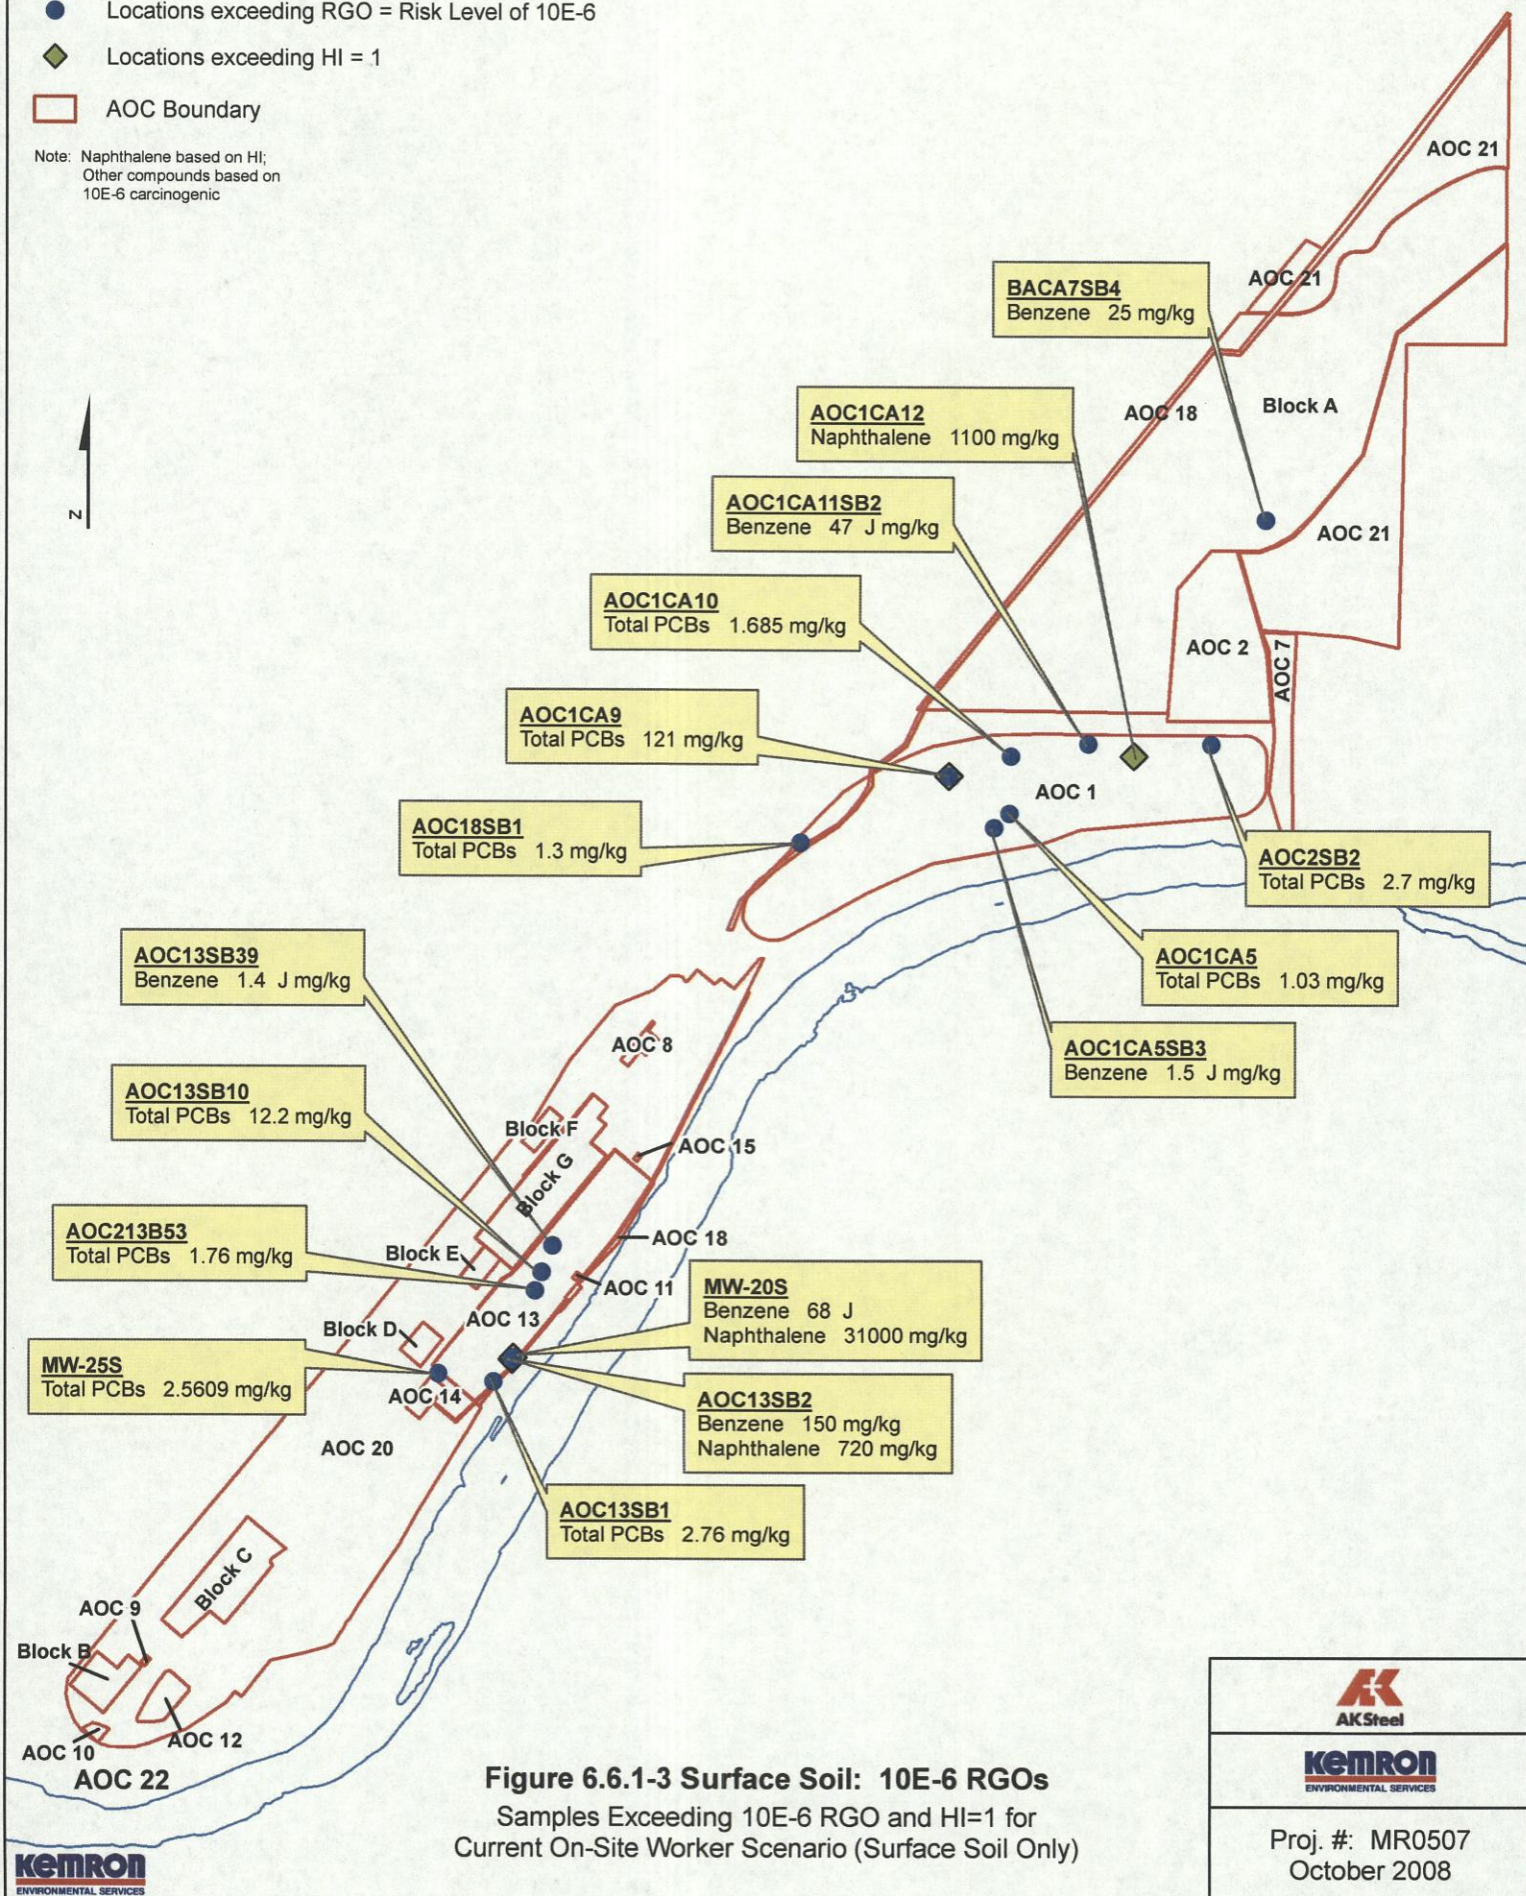 Locations exceeding RGO = Risk Level of 10E-6
Locations exceeding HI = 1
AOC Boundary
Note: Naphthalene based on HI;
Other compounds based on
10E-6 carcinogenic
AOC 21
AOC 21
BACA7SB4
Benzene 25 mg/kg
AOC1CA12
Naphthalene 1100 mg/kg
AOC 18
Block A
Z
AOC1CA11SB2
Benzene 47 J mg/kg
AOC 21
AOC1CA10
Total PCBs 1.685 mg/kg
AOC 2
AOC 7
AOC1CA9
Total PCBs 121 mg/kg
AOC 1
AOC18SB1
Total PCBs 1.3 mg/kg
AOC2SB2
Total PCBs 2.7 mg/kg
AOC13SB39
Benzene 1.4 J mg/kg
AOC1CA5
Total PCBs 1.03 mg/kg
AOC 8
AOC1CA5SB3
Benzene 1.5 J mg/kg
AOC13SB10
Total PCBs 12.2 mg/kg
Block F
AOC 15
Block G
AOC213B53
Total PCBs 1.76 mg/kg
AOC 18
Block E
AOC 11
MW-20S
Benzene 68 J
Naphthalene 31000 mg/kg
AOC 13
Block D
MW-25S
Total PCBs 2.5609 mg/kg
AOC 14
AOC13SB2
Benzene 150 mg/kg
Naphthalene 720 mg/kg
AOC 20
AOC13SB1
Total PCBs 2.76 mg/kg
Block C
AOC 9
Block B
AOC 12
AOC 10
AOC 22
Figure 6.6.1-3 Surface Soil: 10E-6 RGOs
Samples Exceeding 10E-6 RGO and HI=1 for
Current On-Site Worker Scenario (Surface Soil Only)
KEMRON
ENVIRONMENTAL SERVICES
AK
AKSteel
KEMRON
ENVIRONMENTAL SERVICES
Proj. #: MR0507
October 2008